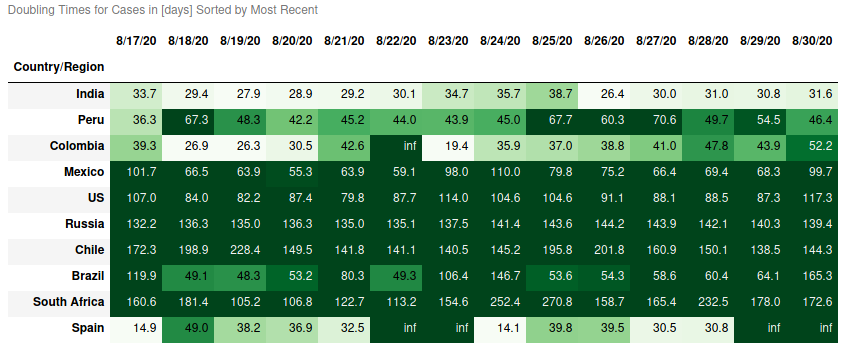 Doubling Times for Cases in [days] Sorted by Most Recent
8/17/20 8/18/20 8/19/20 8/20/20 8/21/20 8/22/20 8/23/20 8/24/20 8/25/20 8/26/20 8/27/20 8/28/20 8/29/20 8/30/20
Country/Region
India 33.7 29.4 27.9 28.9 29.2 30.1 34.7 35.7 38.7 26.4 30.0 31.0 30.8 31.6
Peru 36.3 67.3 48.3 42.2 45.2 44.0 43.9 45.0 67.7 60.3 70.6 49.7 54.5 46.4
Colombia 39.3 26.9 26.3 30.5 42.6 inf 19.4 35.9 37.0 38.8 41.0 47.8 43.9 52.2
Mexico 101.7 66.5 63.9 55.3 63.9 59.1 98.0 110.0 79.8 75.2 66.4 69.4 68.3 99.7
US 107.0 84.0 82.2 87.4 79.8 87.7 114.0 104.6 104.6 91.1 88.1 88.5 87.3 117.3
Russia 132.2 136.3 135.0 136.3 135.0 135.1 137.5 141.4 143.6 144.2 143.9 142.1 140.3 139.4
Chile 172.3 198.9 228.4 149.5 141.8 141.1 140.5 145.2 195.8 201.8 160.9 150.1 138.5 144.3
Brazil 119.9 49.1 48.3 53.2 80.3 49.3 106.4 146.7 53.6 54.3 58.6 60.4 64.1 165.3
South Africa 160.6 181.4 105.2 106.8 122.7 113.2 154.6 252.4 270.8 158.7 165.4 232.5 178.0 172.6
Spain 14.9 49.0 38.2 36.9 32.5 inf inf 14.1 39.8 39.5 30.5 30.8 inf inf